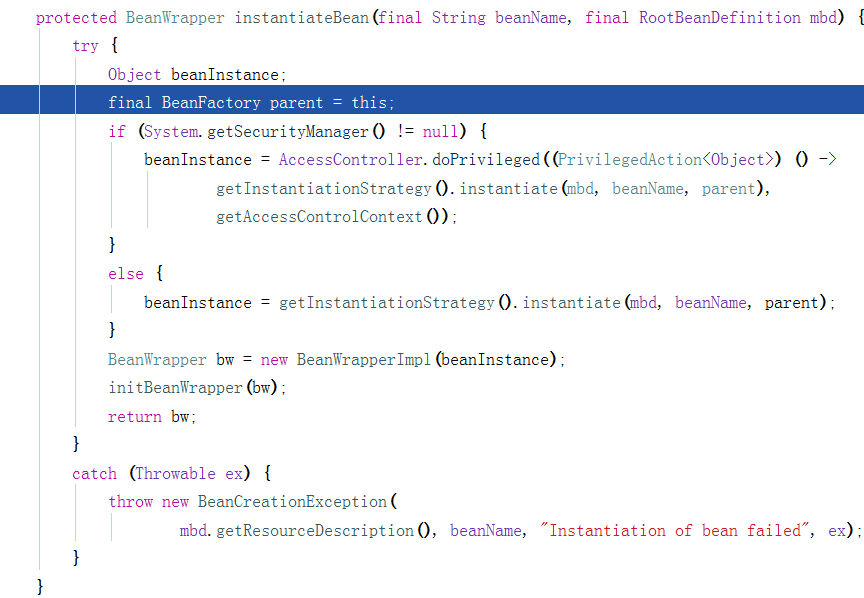 protected BeanWrapper instantiateBean(final String beanName, final RootBeanDefinition mbd) {
try {
Object beanInstance;
final BeanFactory parent = this;
if (System.getSecurityManager() != null) {
beanInstance = AccessController.doPrivileged((PrivilegedAction<Object>) () ->
getInstantiationStrategy().instantiate(mbd, beanName, parent),
getAccessControlContext());
}
else {
beanInstance = getInstantiationStrategy().instantiate(mbd, beanName, parent);
}
BeanWrapper bw = new BeanWrapperImpl(beanInstance);
initBeanWrapper(bw);
return bw;
}
catch (Throwable ex) {
throw new BeanCreationException(
mbd.getResourceDescription(), beanName, "Instantiation of bean failed", ex);
}
}